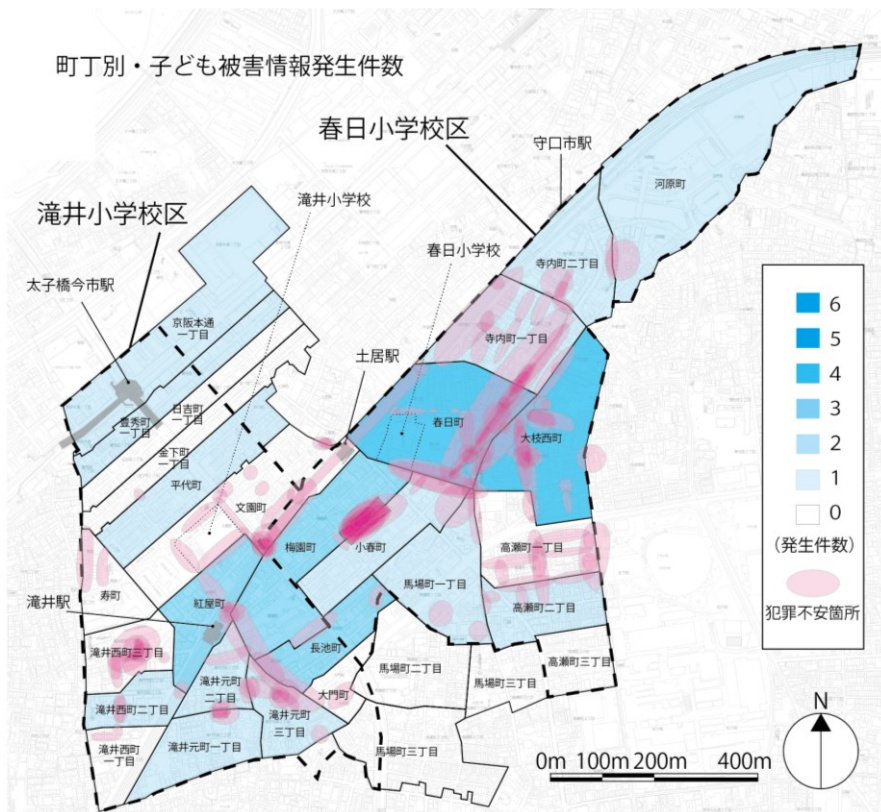 町丁別・子ども被害情報発生件数
春日小学校区
守口市駅
滝井小学校
河原町
滝井小学校区
春日小学校
寺内町二丁目
太子橋今市駅
京阪本通
一丁目
6
5
4
3
2
1
0
(発生件数)
犯罪不安箇所
寺内町一丁目
土居駅
日吉町
一丁目
豊秀町
一丁目
春日町
大枝西町
金下町
一丁目
平代町
文園町
梅園町
小春町
高瀬町一丁目
馬場町一丁目
寿町
紅屋町
高瀬町二丁目
滝井駅
長池町
滝井西町三丁目
馬場町二丁目
高瀬町三丁目
滝井元町
二丁目
大門町
馬場町三丁目
滝井西町二丁目
滝井元町
三丁目
滝井西町
一丁目
滝井元町一丁目
馬場町三丁目
N
0m 100m 200m 400m